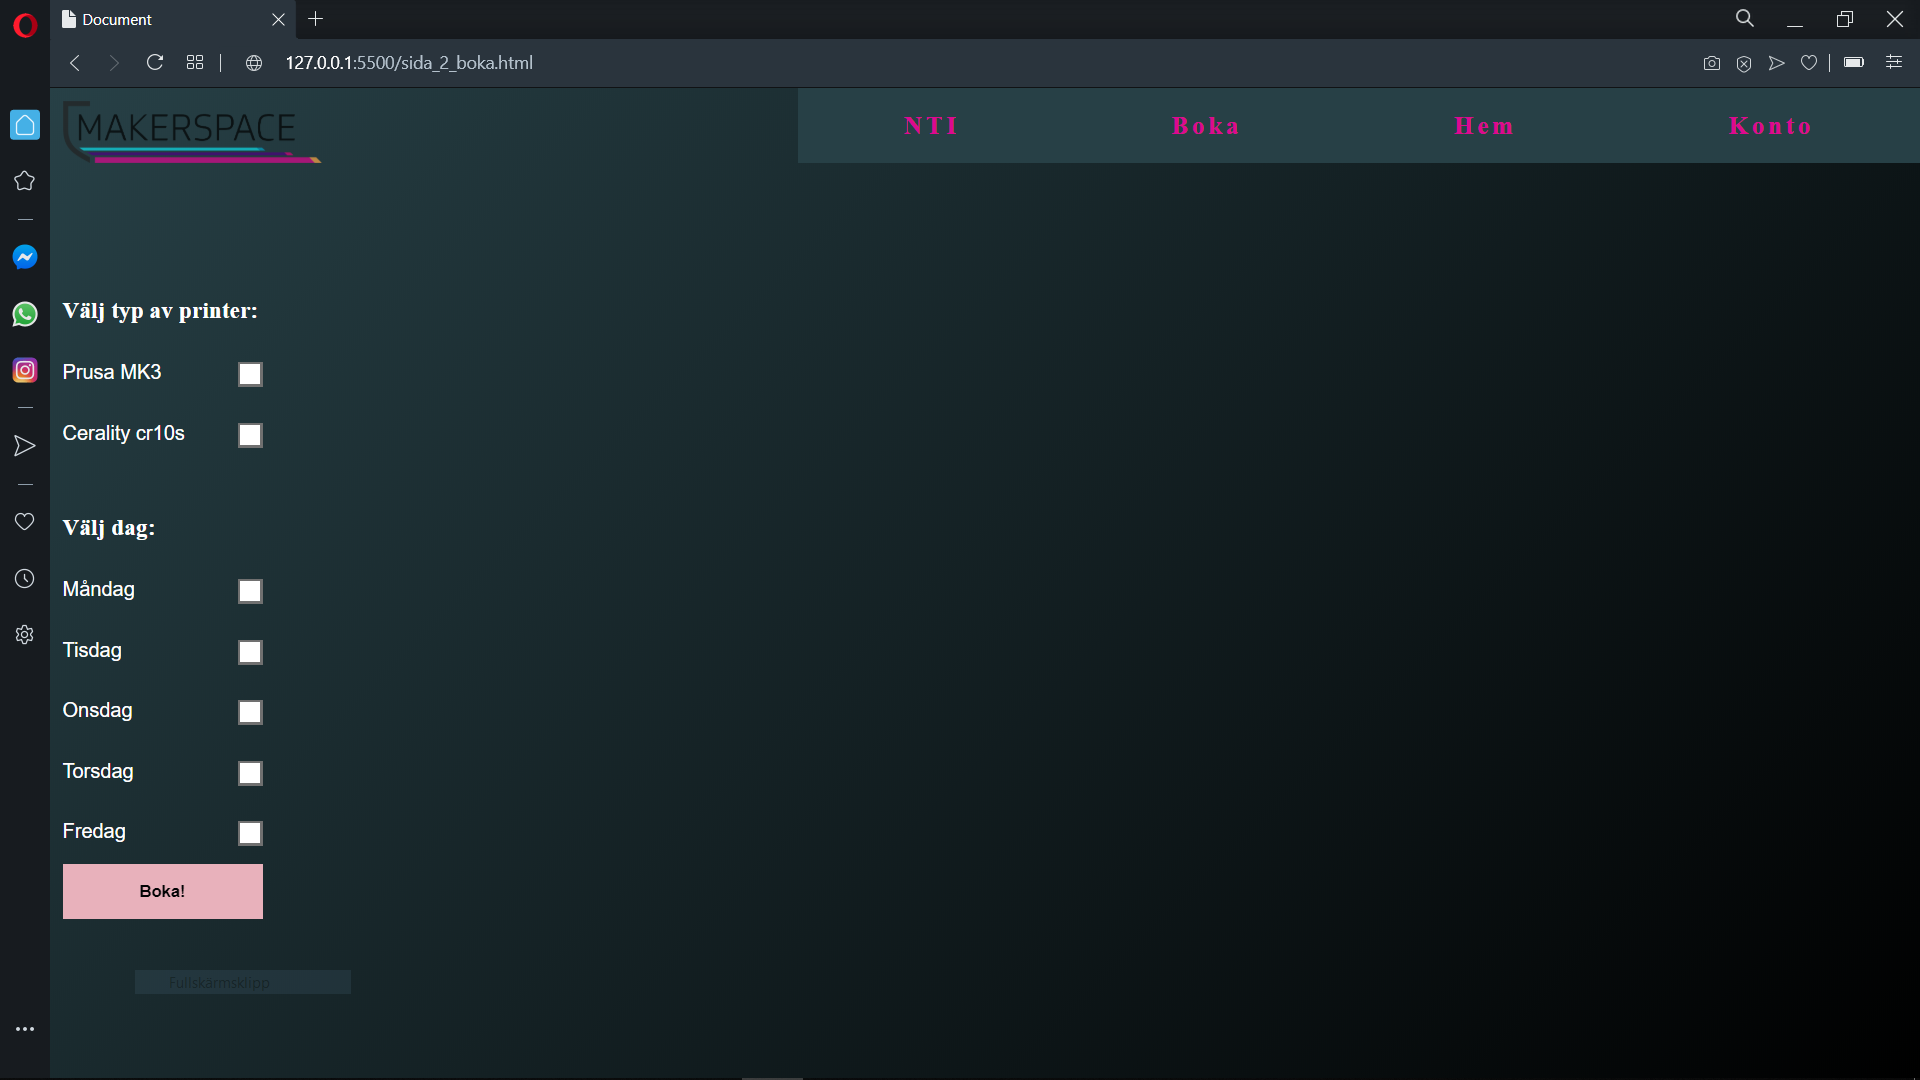 Document
127.0.0.1:5500/sida_2_boka.html
MAKERSPACE
NTI Boka Hem Konto
Välj typ av printer:
Prusa MK3
Cerality cr10s
Välj dag:
Måndag
Tisdag
Onsdag
Torsdag
Fredag
Boka!
Fullskärmsklipp